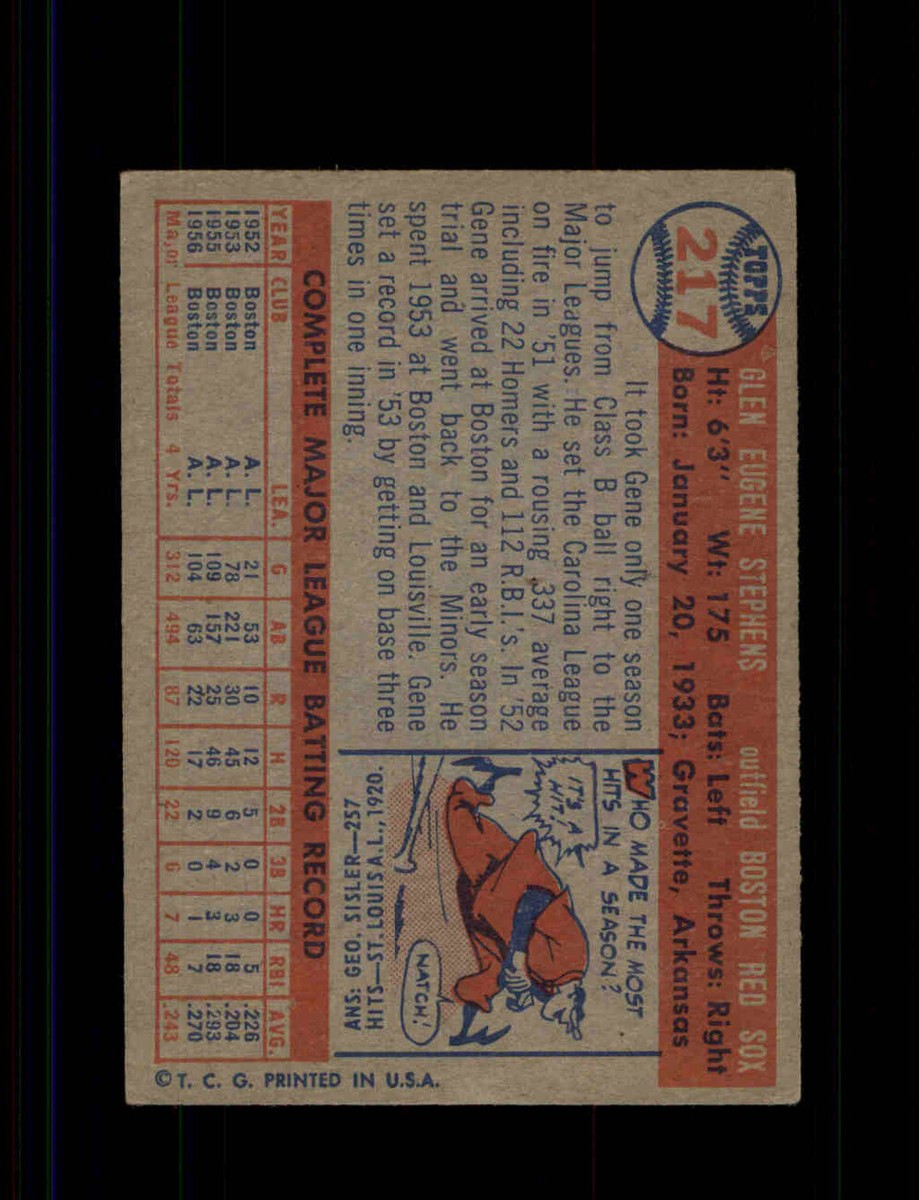 TOPPS
217
GLEN EUGENE STEPHENS outfield BOSTON RED SOX
Ht: 6'3" Wt: 175 Bats: Left Throws: Right
Born: January 20, 1933; Gravette, Arkansas
It took Gene only one season
to jump from Class B ball right to the
Major Leagues. He set the Carolina League
on fire in '51 with a rousing .337 average
including 22 Homers and 112 R.B.I.'s. In '52
Gene arrived at Boston for an early season
trial and went back to the Minors. He
spent 1953 at Boston and Louisville. Gene
set a record in '53 by getting on base three
times in one inning.
WHO MADE THE MOST
HITS IN A SEASON?
IT'S A
HIT!
NATCH!
ANS: GEO. SISLER—257
HITS—ST. LOUIS A.L., 1920.
COMPLETE MAJOR LEAGUE BATTING RECORD
YEAR CLUB LEA. G AB R H 2B 3B HR RBI AVG.
1952 Boston A. L. 21 53 10 12 5 0 0 5 .226
1953 Boston A. L. 78 221 30 45 6 2 3 18 .204
1955 Boston A. L. 109 157 25 46 9 4 3 18 .293
1956 Boston A. L. 104 63 22 17 2 0 1 7 .270
Major League Totals 4 Yrs. 312 494 87 120 22 6 7 48 .243
© T. C. G. PRINTED IN U.S.A.